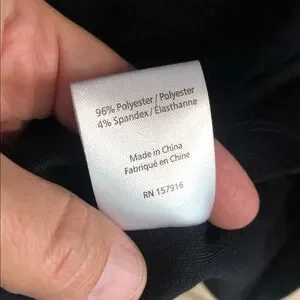 96% Polyester / Polyester
4% Spandex / Élasthanne
Made in China
Fabriqué en Chine
RN 157916